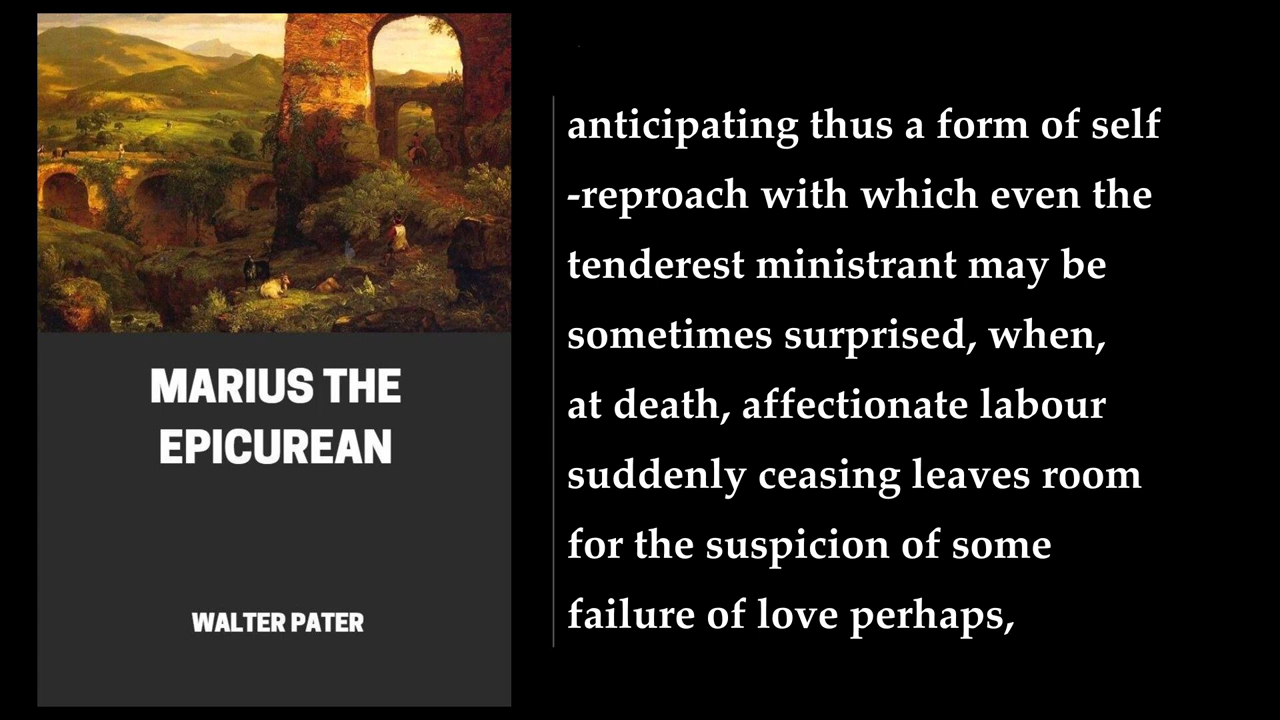 MARIUS THE
EPICUREAN
WALTER PATER
anticipating thus a form of self
-reproach with which even the
tenderest ministrant may be
sometimes surprised, when,
at death, affectionate labour
suddenly ceasing leaves room
for the suspicion of some
failure of love perhaps,